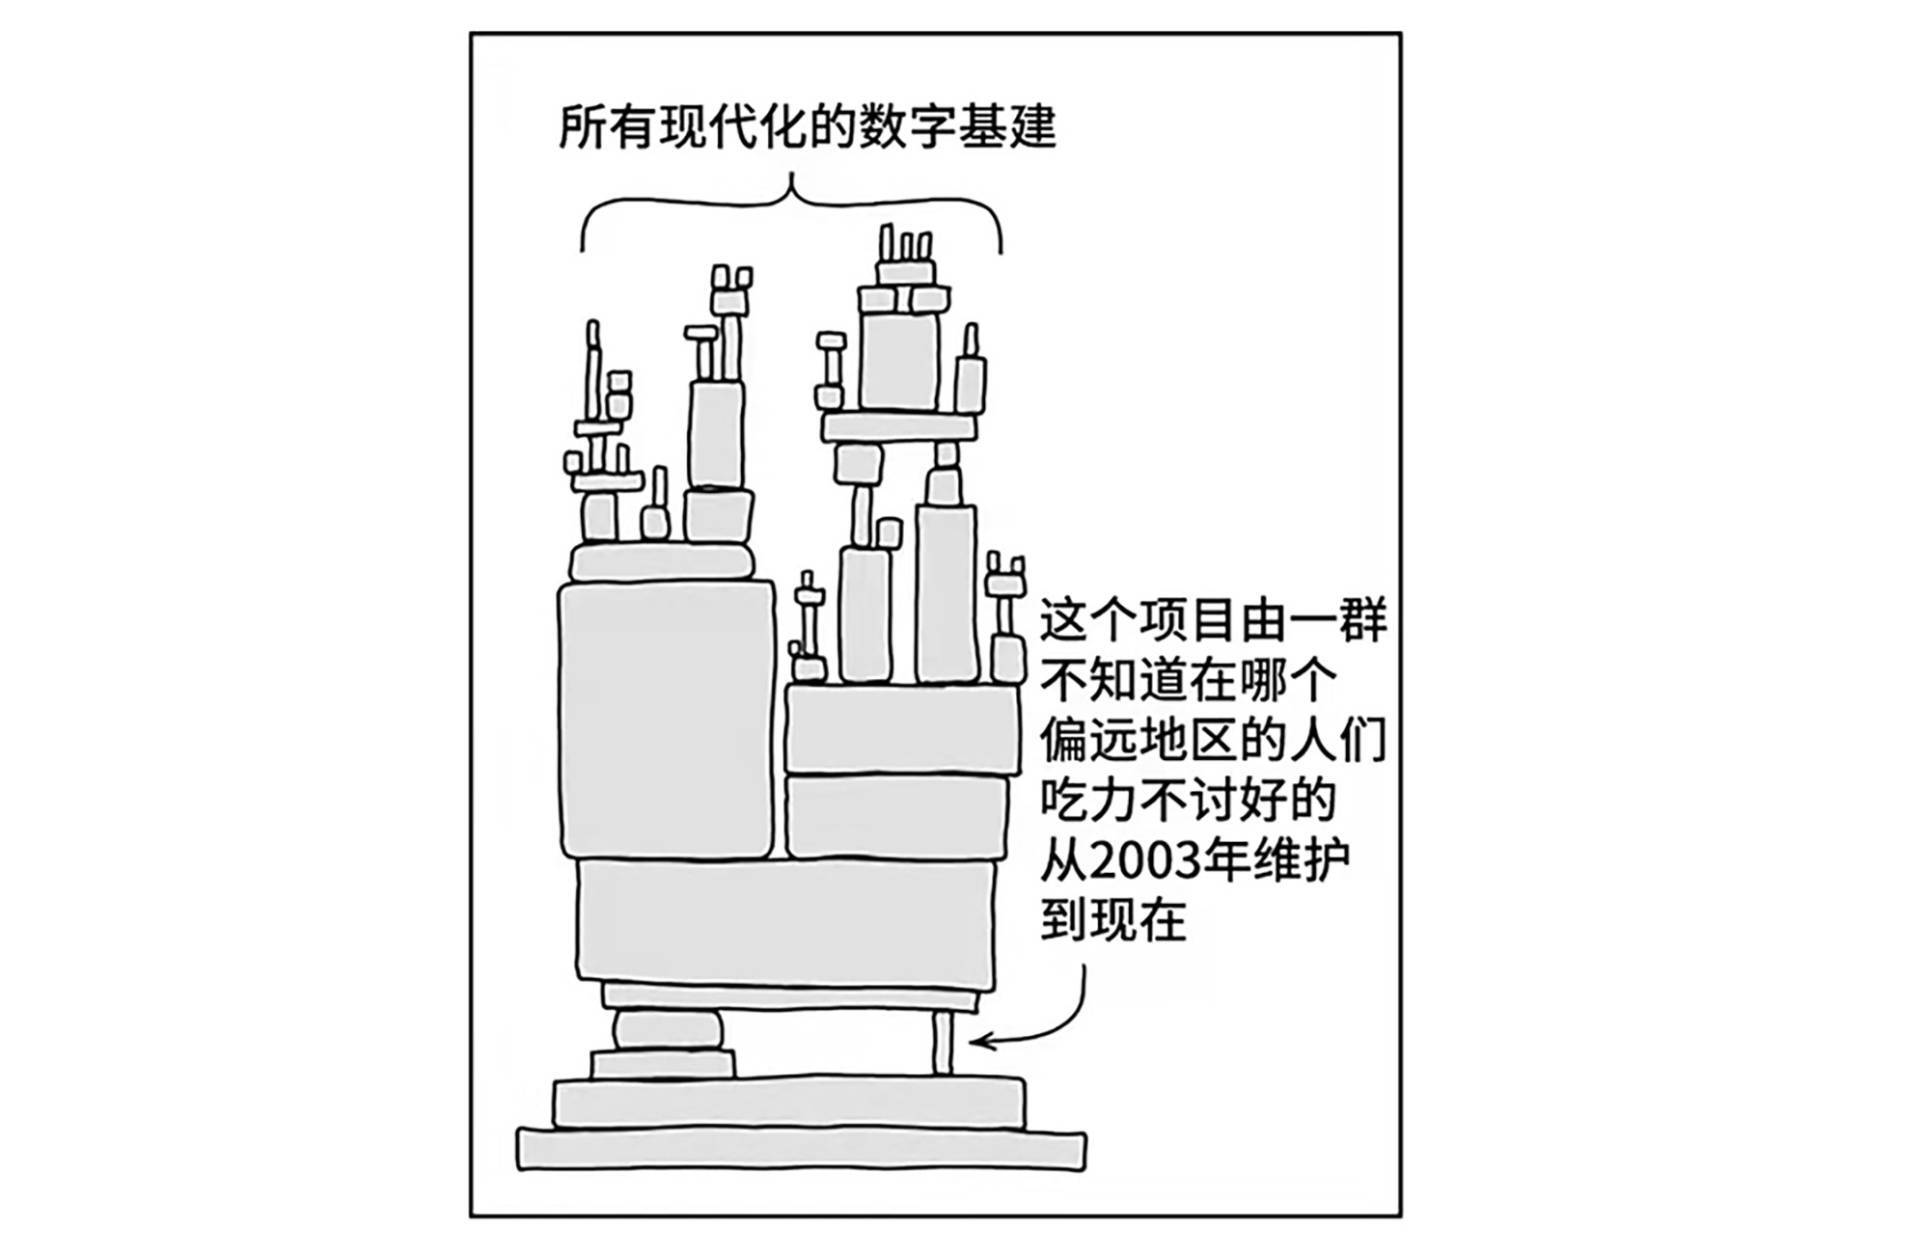 所有现代化的数字基建
这个项目由一群
不知道在哪个
偏远地区的人们
吃力不讨好的
从2003年维护
到现在